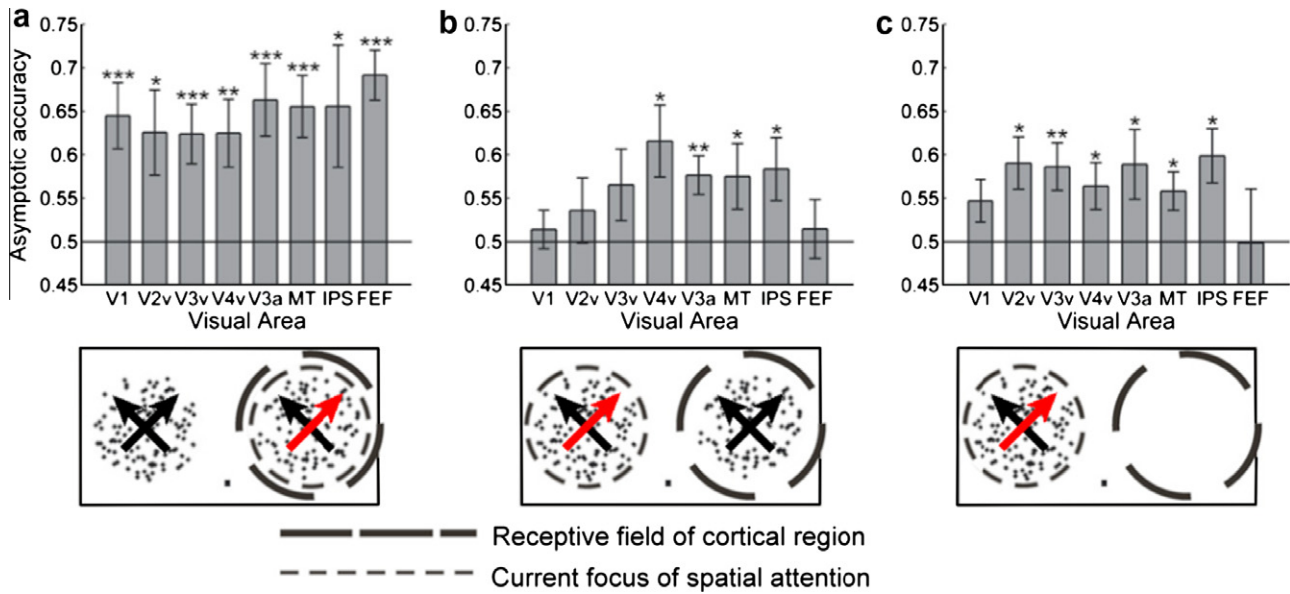 a
Asymptotic accuracy
0.75
0.7
0.65
0.6
0.55
0.5
0.45
*** * *** ** *** *** * ***
V1 V2v V3v V4v V3a MT IPS FEF
Visual Area
b
0.75
0.7
0.65
0.6
0.55
0.5
0.45
* ** * *
V1 V2v V3v V4v V3a MT IPS FEF
Visual Area
c
0.75
0.7
0.65
0.6
0.55
0.5
0.45
* ** * * * *
V1 V2v V3v V4v V3a MT IPS FEF
Visual Area
Receptive field of cortical region
Current focus of spatial attention